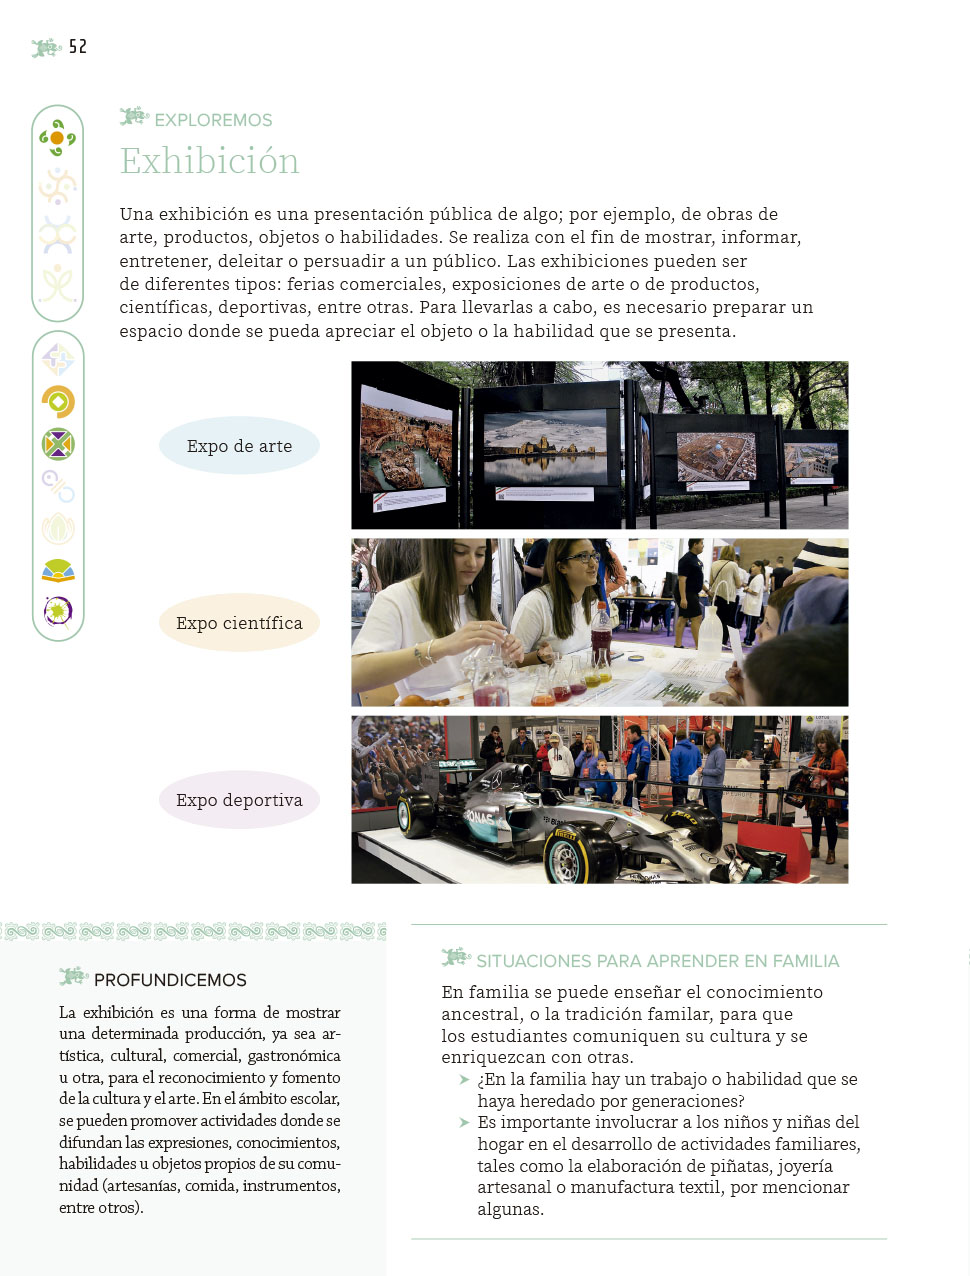 52
EXPLOREMOS
Exhibición
Una exhibición es una presentación pública de algo; por ejemplo, de obras de
arte, productos, objetos o habilidades. Se realiza con el fin de mostrar, informar,
entretener, deleitar o persuadir a un público. Las exhibiciones pueden ser
de diferentes tipos: ferias comerciales, exposiciones de arte o de productos,
científicas, deportivas, entre otras. Para llevarlas a cabo, es necesario preparar un
espacio donde se pueda apreciar el objeto o la habilidad que se presenta.
Expo de arte
Expo científica
Expo deportiva
LOTUS
PIRELLI
ZERO
PROFUNDICEMOS
La exhibición es una forma de mostrar
una determinada producción, ya sea ar-
tística, cultural, comercial, gastronómica
u otra, para el reconocimiento y fomento
de la cultura y el arte. En el ámbito escolar,
se pueden promover actividades donde se
difundan las expresiones, conocimientos,
habilidades u objetos propios de su comu-
nidad (artesanías, comida, instrumentos,
entre otros).
SITUACIONES PARA APRENDER EN FAMILIA
En familia se puede enseñar el conocimiento
ancestral, o la tradición familar, para que
los estudiantes comuniquen su cultura y se
enriquezcan con otras.
➤ ¿En la familia hay un trabajo o habilidad que se
haya heredado por generaciones?
➤ Es importante involucrar a los niños y niñas del
hogar en el desarrollo de actividades familiares,
tales como la elaboración de piñatas, joyería
artesanal o manufactura textil, por mencionar
algunas.